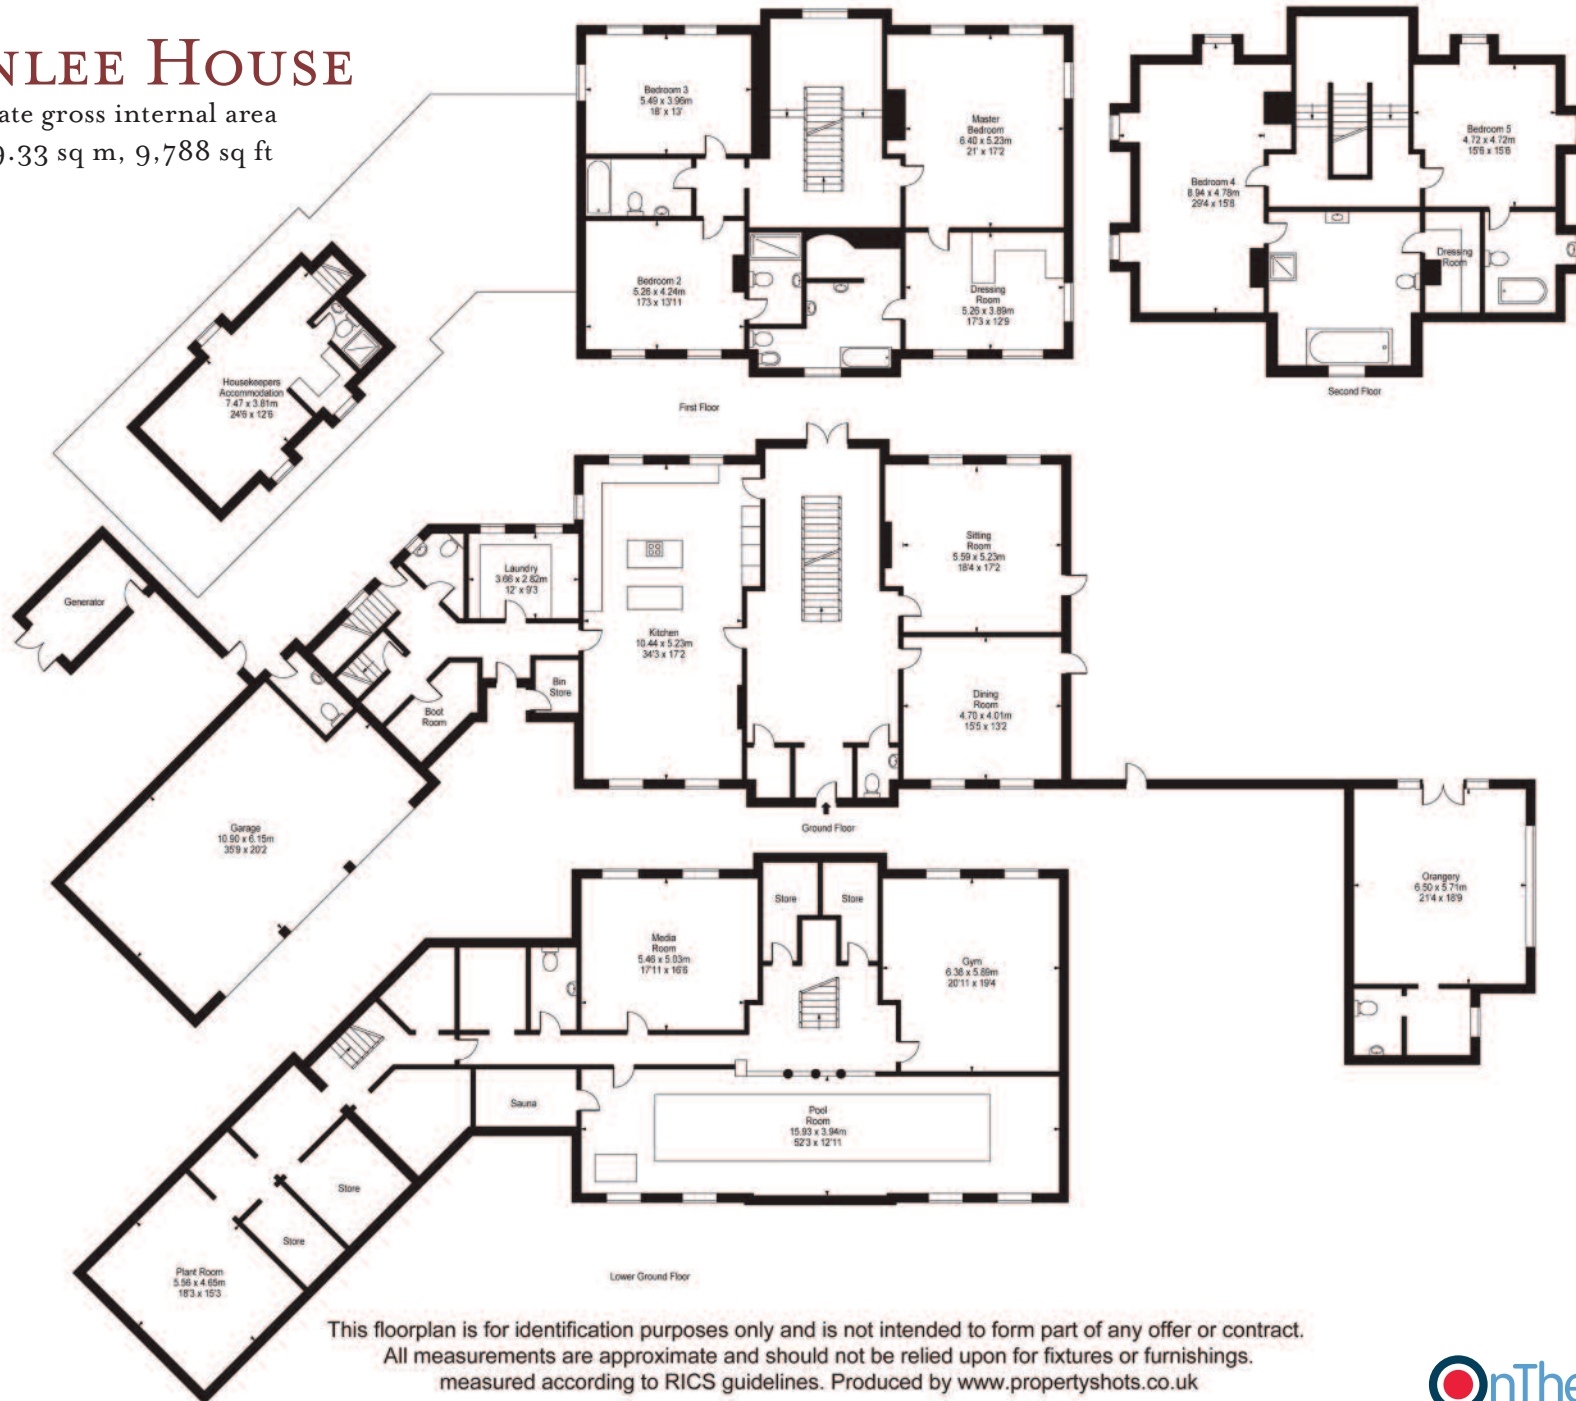 NLEE HOUSE
ate gross internal area
9.33 sq m, 9,788 sq ft
Bedroom 3
5.49 x 3.96m
18' x 13'
Master
Bedroom
6.40 x 5.23m
21' x 17'2
Bedroom 2
5.26 x 4.24m
17'3 x 13'11
Dressing
Room
5.26 x 3.89m
17'3 x 12'9
First Floor
Bedroom 4
8.94 x 4.78m
29'4 x 15'8
Bedroom 5
4.72 x 4.72m
15'6 x 15'6
Dressing
Room
Second Floor
Housekeepers
Accommodation
7.47 x 3.81m
24'6 x 12'6
Generator
Laundry
3.66 x 2.82m
12' x 9'3
Kitchen
10.44 x 5.23m
34'3 x 17'2
Sitting
Room
5.59 x 5.23m
18'4 x 17'2
Bin
Store
Boot
Room
Dining
Room
4.70 x 4.01m
15'5 x 13'2
Garage
10.90 x 6.15m
35'9 x 20'2
Ground Floor
Orangery
6.50 x 5.71m
21'4 x 18'9
Media
Room
5.46 x 5.03m
17'11 x 16'6
Store
Store
Gym
6.38 x 5.89m
20'11 x 19'4
Sauna
Pool
Room
15.93 x 3.94m
52'3 x 12'11
Store
Store
Plant Room
5.56 x 4.65m
18'3 x 15'3
Lower Ground Floor
This floorplan is for identification purposes only and is not intended to form part of any offer or contract.
All measurements are approximate and should not be relied upon for fixtures or furnishings.
measured according to RICS guidelines. Produced by www.propertyshots.co.uk
OnThe